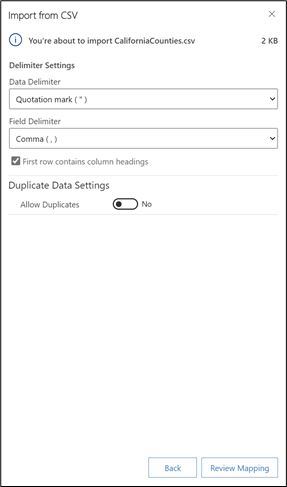 Import from CSV
You're about to import CaliforniaCounties.csv 2 KB
Delimiter Settings
Data Delimiter
Quotation mark ( " )
Field Delimiter
Comma ( , )
First row contains column headings
Duplicate Data Settings
Allow Duplicates No
Back Review Mapping